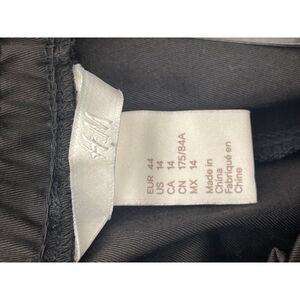 H&M
EUR 44
US 14
CA 14
CN 175/84A
MX 14
Made in
China
Fabriqué en
Chine